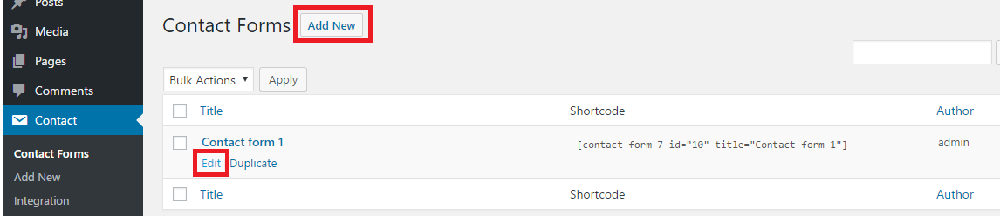 Posts
Media
Pages
Comments
Contact
Contact Forms
Add New
Integration
Contact Forms Add New
Bulk Actions Apply
Title Shortcode Author
Contact form 1 [contact-form-7 id="10" title="Contact form 1"] admin
Edit Duplicate
Title Shortcode Author